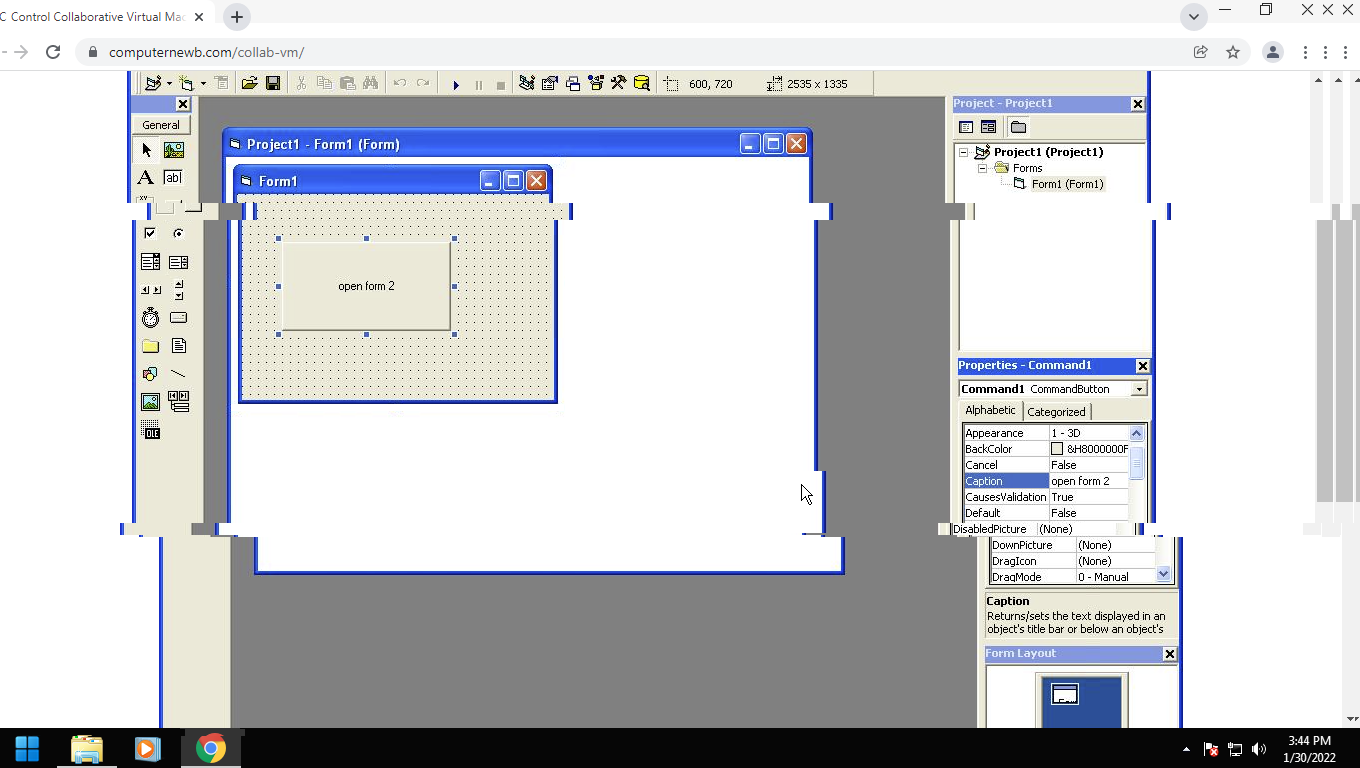 C Control Collaborative Virtual Mac
computernewb.com/collab-vm/
600, 720
2535 x 1335
General
A
ab
xv
Project1 - Form1 (Form)
Form1
open form 2
OLE
Project - Project1
Project1 (Project1)
Forms
Form1 (Form1)
Properties - Command1
Command1 CommandButton
Alphabetic Categorized
Appearance 1 - 3D
BackColor &H8000000F
Cancel False
Caption open form 2
CausesValidation True
Default False
DisabledPicture (None)
DownPicture (None)
DragIcon (None)
DragMode 0 - Manual
Caption
Returns/sets the text displayed in an
object's title bar or below an object's
Form Layout
3:44 PM
1/30/2022